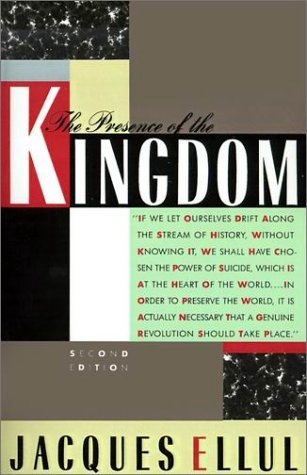 The Presence of the
KINGDOM
"IF WE LET OURSELVES DRIFT ALONG
THE STREAM OF HISTORY, WITHOUT
KNOWING IT, WE SHALL HAVE CHO-
SEN THE POWER OF SUICIDE, WHICH IS
AT THE HEART OF THE WORLD....IN
ORDER TO PRESERVE THE WORLD, IT IS
ACTUALLY NECESSARY THAT A GENUINE
REVOLUTION SHOULD TAKE PLACE."
SECOND
EDITION
JACQUES ELLUL